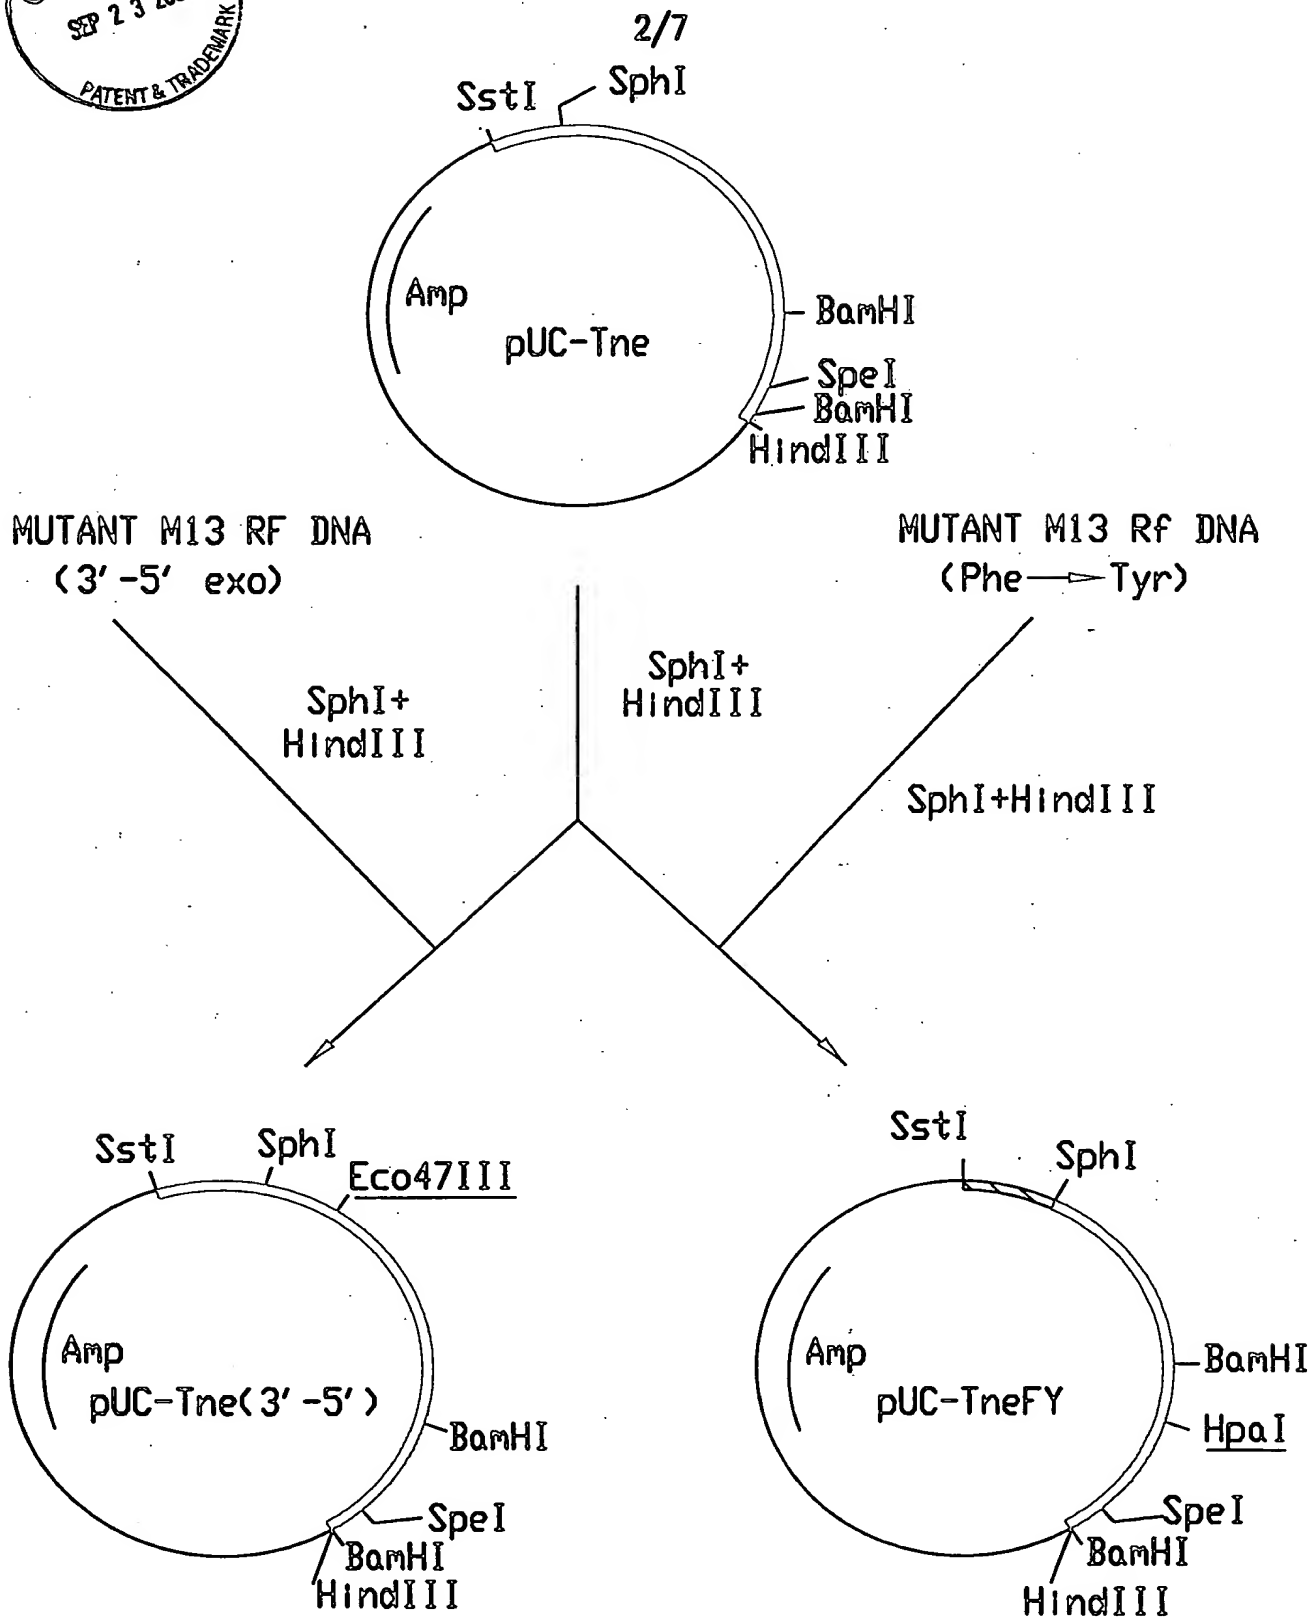 SEP 23
PATENT & TRADEMARK
2/7
SstI
SphI
Amp
pUC-Tne
BamHI
SpeI
BamHI
HindIII
MUTANT M13 RF DNA
(3'-5' exo)
MUTANT M13 Rf DNA
(Phe → Tyr)
SphI+
HindIII
SphI+
HindIII
SphI+HindIII
SstI
SphI
Eco47III
Amp
pUC-Tne(3'-5')
BamHI
SpeI
BamHI
HindIII
SstI
SphI
Amp
pUC-TneFY
BamHI
HpaI
SpeI
BamHI
HindIII